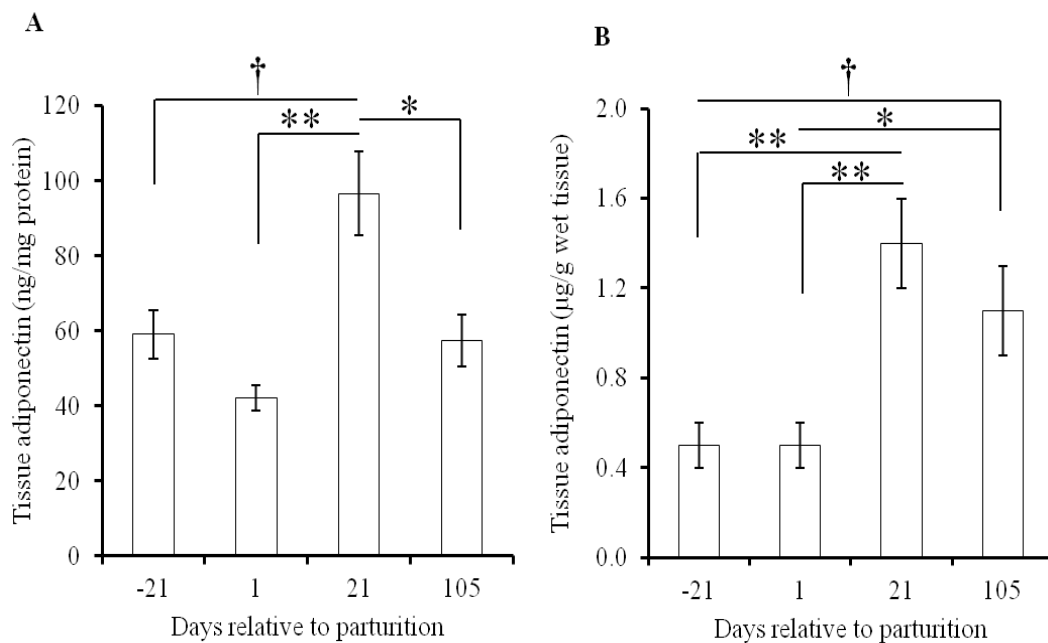 A
†
**
*
120
100
80
60
40
20
0
Tissue adiponectin (ng/mg protein)
-21 1 21 105
Days relative to parturition
B
†
*
**
**
2.0
1.6
1.2
0.8
0.4
0.0
Tissue adiponectin (µg/g wet tissue)
-21 1 21 105
Days relative to parturition